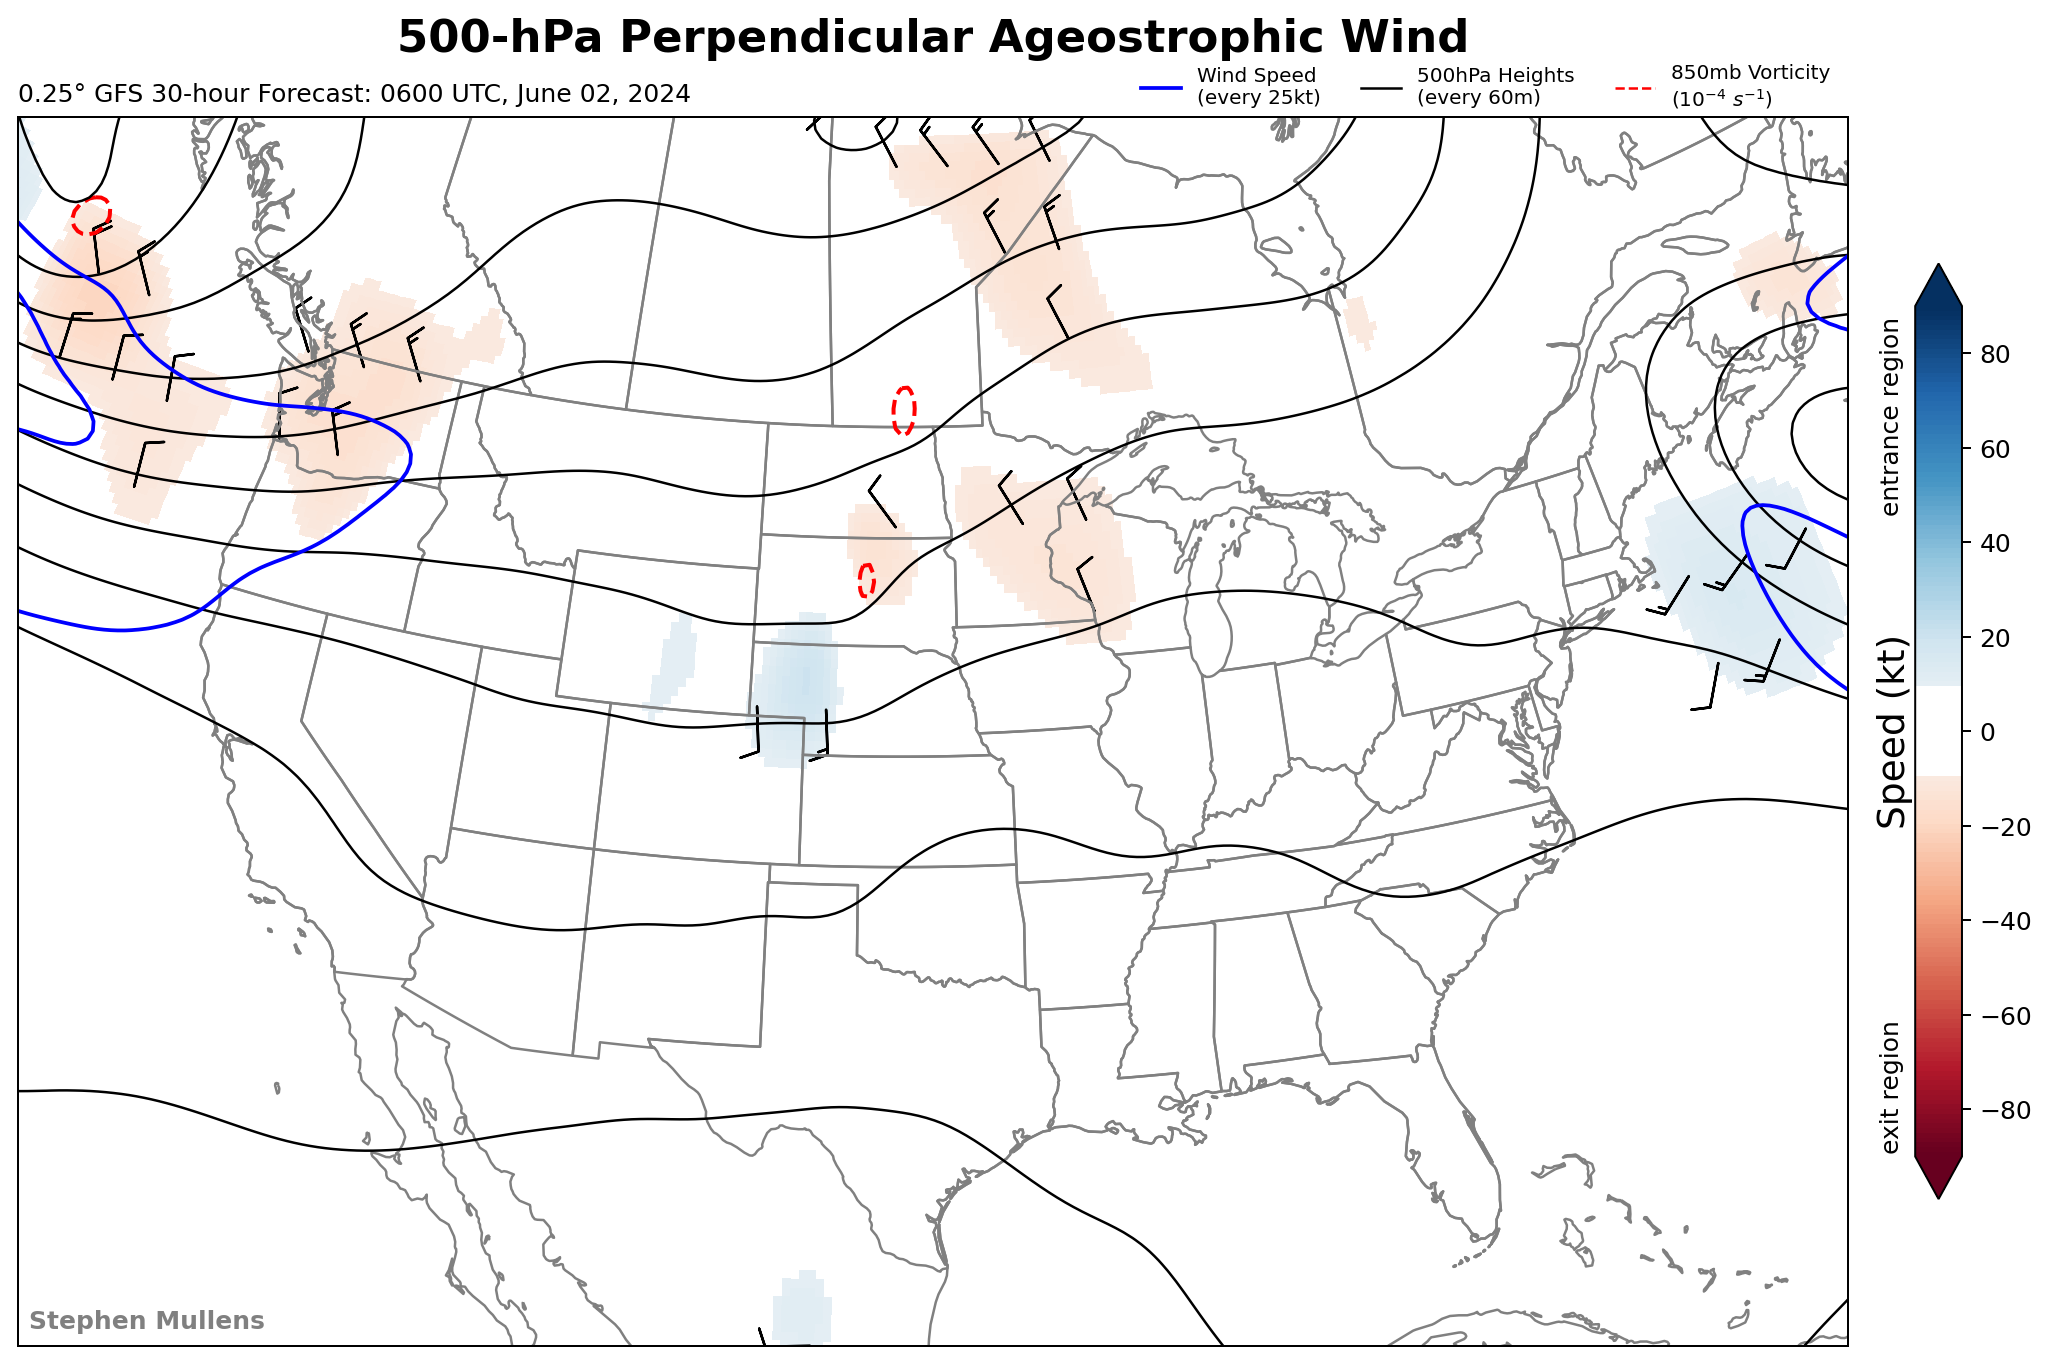 500-hPa Perpendicular Ageostrophic Wind
0.25° GFS 30-hour Forecast: 0600 UTC, June 02, 2024
Wind Speed
(every 25kt)
500hPa Heights
(every 60m)
850mb Vorticity
(10⁻⁴ s⁻¹)
entrance region
Speed (kt)
exit region
80
60
40
20
0
−20
−40
−60
−80
Stephen Mullens